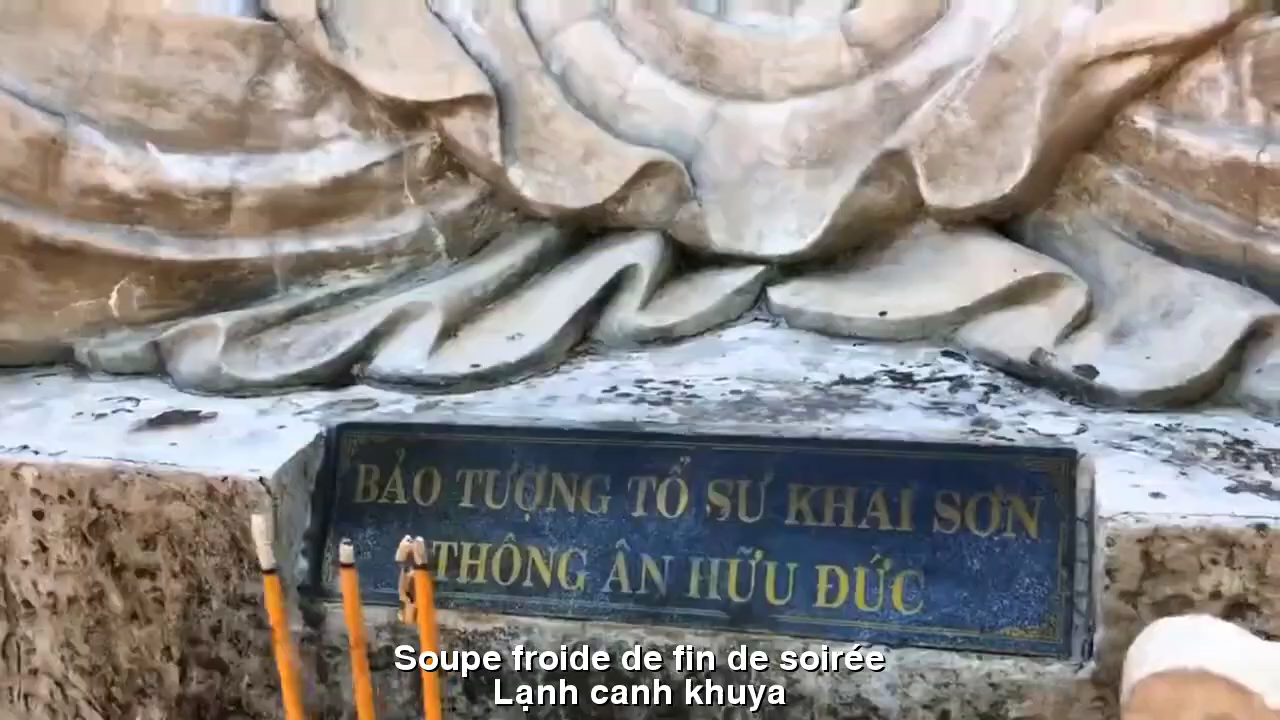 BẢO TƯỢNG TỔ SƯ KHAI SƠN
THÔNG ÂN HỮU ĐỨC
Soupe froide de fin de soirée
Lạnh canh khuya